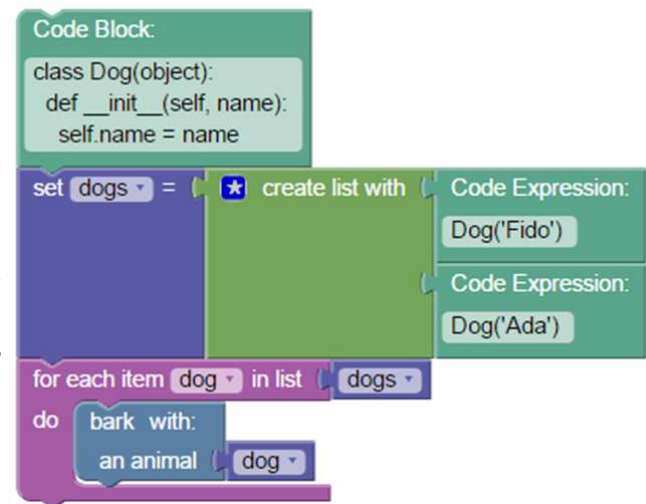 Code Block:
class Dog(object):
def __init__(self, name):
self.name = name
set dogs = create list with Code Expression:
Dog('Fido')
Code Expression:
Dog('Ada')
for each item dog in list dogs
do bark with:
an animal dog